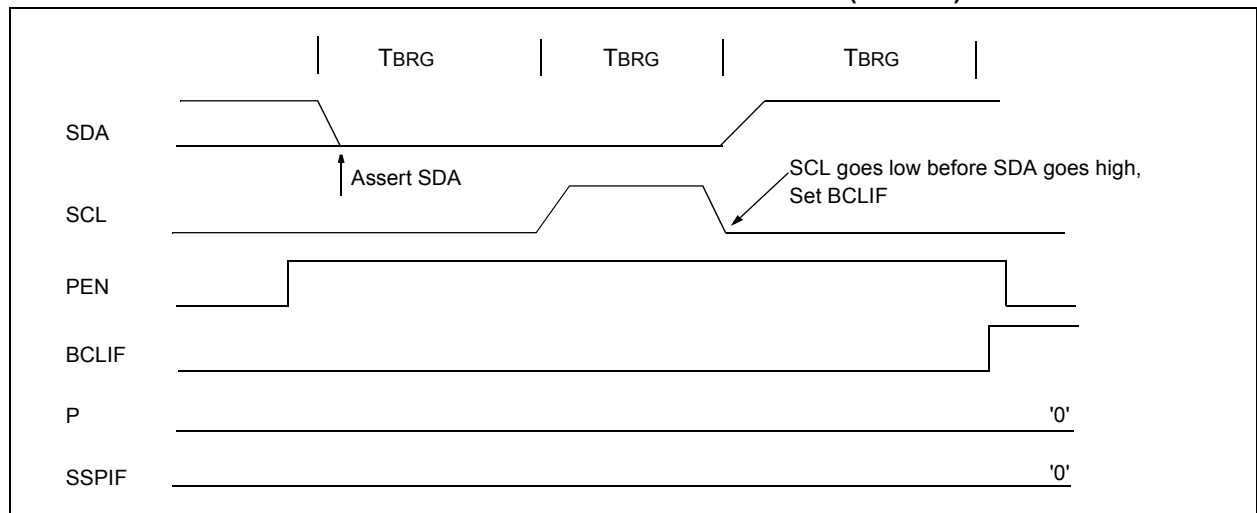 TBRG TBRG TBRG
SDA
Assert SDA
SCL goes low before SDA goes high,
Set BCLIF
SCL
PEN
BCLIF
P '0'
SSPIF '0'